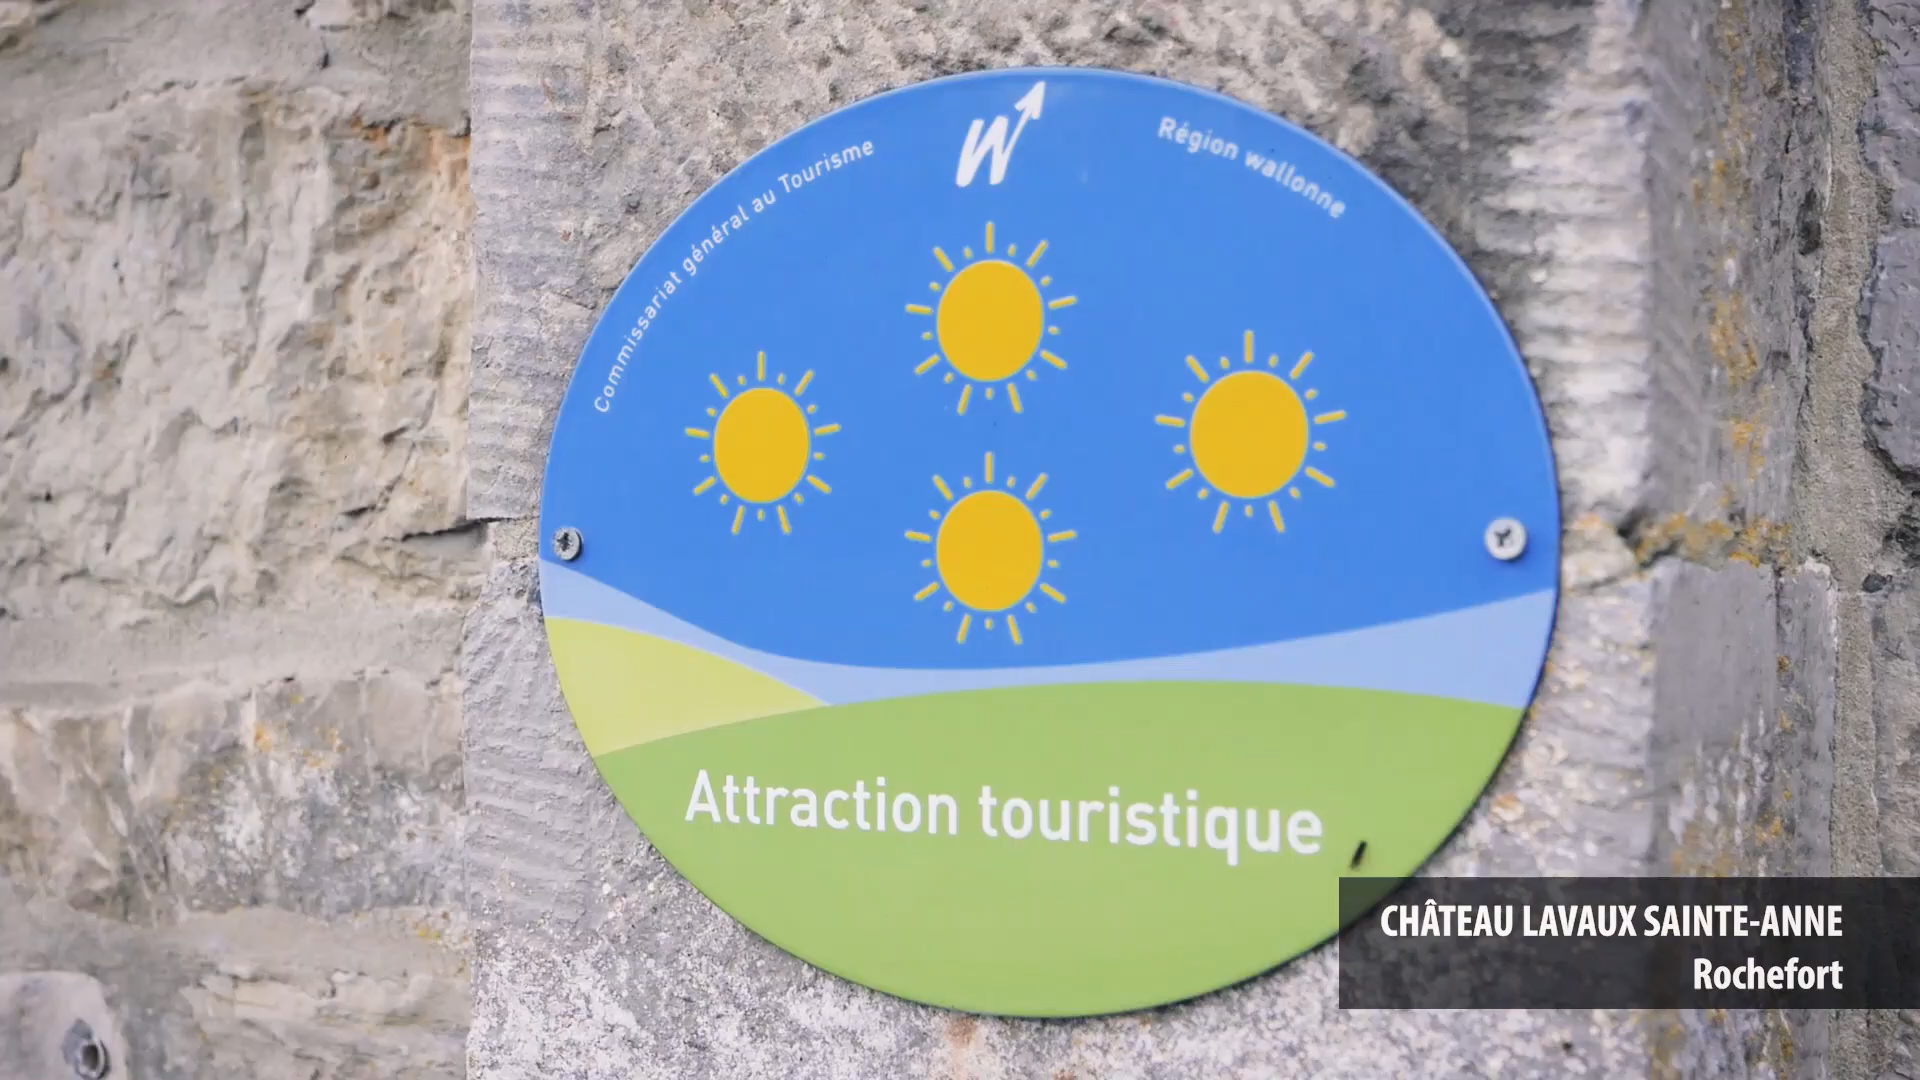 Commissariat général au Tourisme
W
Région wallonne
Attraction touristique
CHÂTEAU LAVAUX SAINTE-ANNE
Rochefort